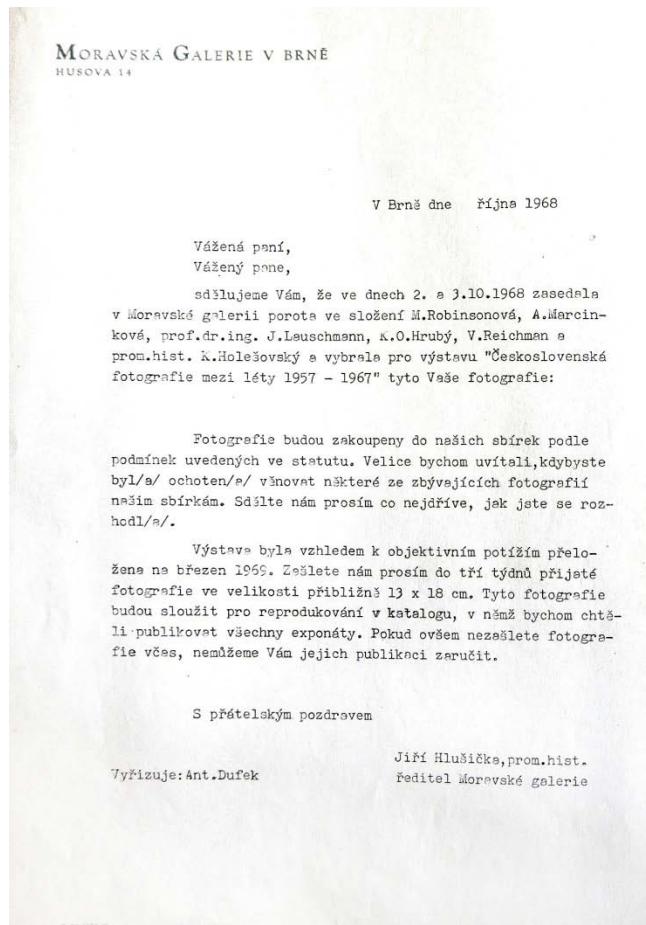 MORAVSKÁ GALERIE V BRNĚ
HUSOVA 14
V Brně dne října 1968
Vážená paní,
Vážený pane,
sdělujeme Vám, že ve dnech 2. a 3.10.1968 zasedala
v Moravské galerii porota ve složení M.Robinsonová, A.Marcin-
ková, prof.dr.ing. J.Lauschmann, K.O.Hrubý, V.Reichman a
prom.hist. K.Holešovský a vybrala pro výstavu "Československá
fotografie mezi léty 1957 - 1967" tyto Vaše fotografie:
Fotografie budou zakoupeny do našich sbírek podle
podmínek uvedených ve statutu. Velice bychom uvítali,kdybyste
byl/a/ ochoten/a/ věnovat některé ze zbývajících fotografií
našim sbírkám. Sdělte nám prosím co nejdříve, jak jste se roz-
hodl/a/.
Výstava byla vzhledem k objektivním potížím přelo-
žena na březen 1969. Zašlete nám prosím do tří týdnů přijaté
fotografie ve velikosti přibližně 13 x 18 cm. Tyto fotografie
budou sloužit pro reprodukování v katalogu, v němž bychom chtě-
li publikovat všechny exponáty. Pokud ovšem nezašlete fotogra-
fie včas, nemůžeme Vám jejich publikaci zaručit.
S přátelským pozdravem
Jiří Hlušička,prom.hist.
Vyřizuje:Ant.Dufek
ředitel Moravské galerie